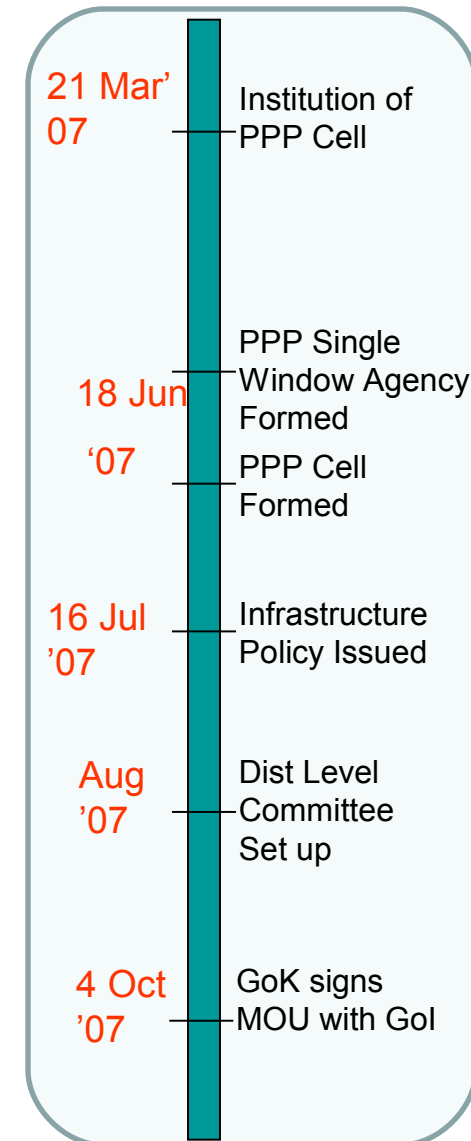 21 Mar’
07
Institution of
PPP Cell
PPP Single
Window Agency
Formed
18 Jun
‘07
PPP Cell
Formed
16 Jul
’07
Infrastructure
Policy Issued
Aug
’07
Dist Level
Committee
Set up
4 Oct
’07
GoK signs
MOU with GoI